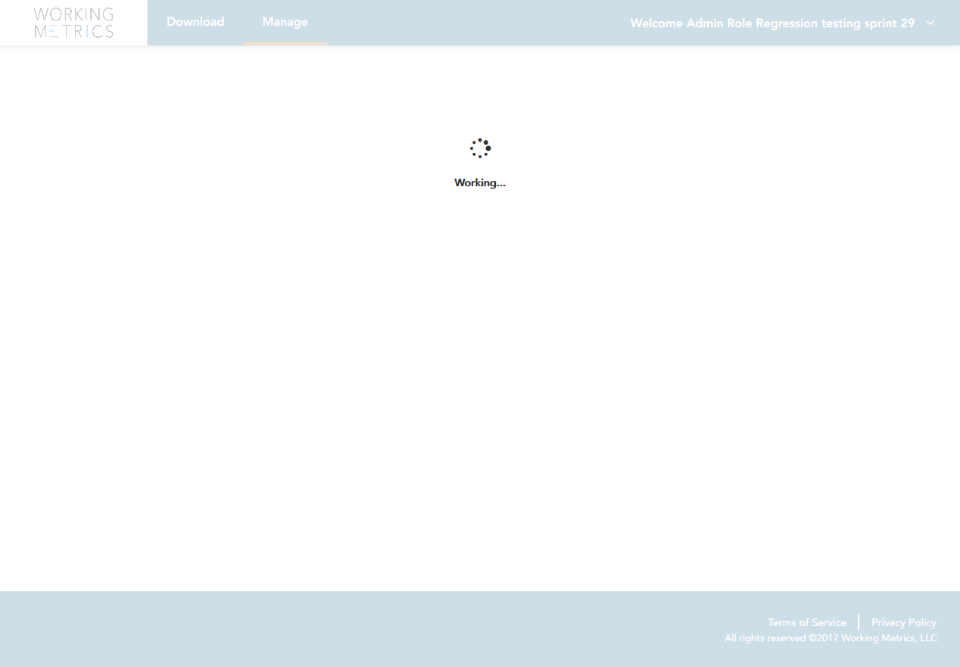 WORKING
METRICS
Download
Manage
Welcome Admin Role Regression testing sprint 29
Working...
Terms of Service
Privacy Policy
All rights reserved ©2017 Working Metrics, LLC